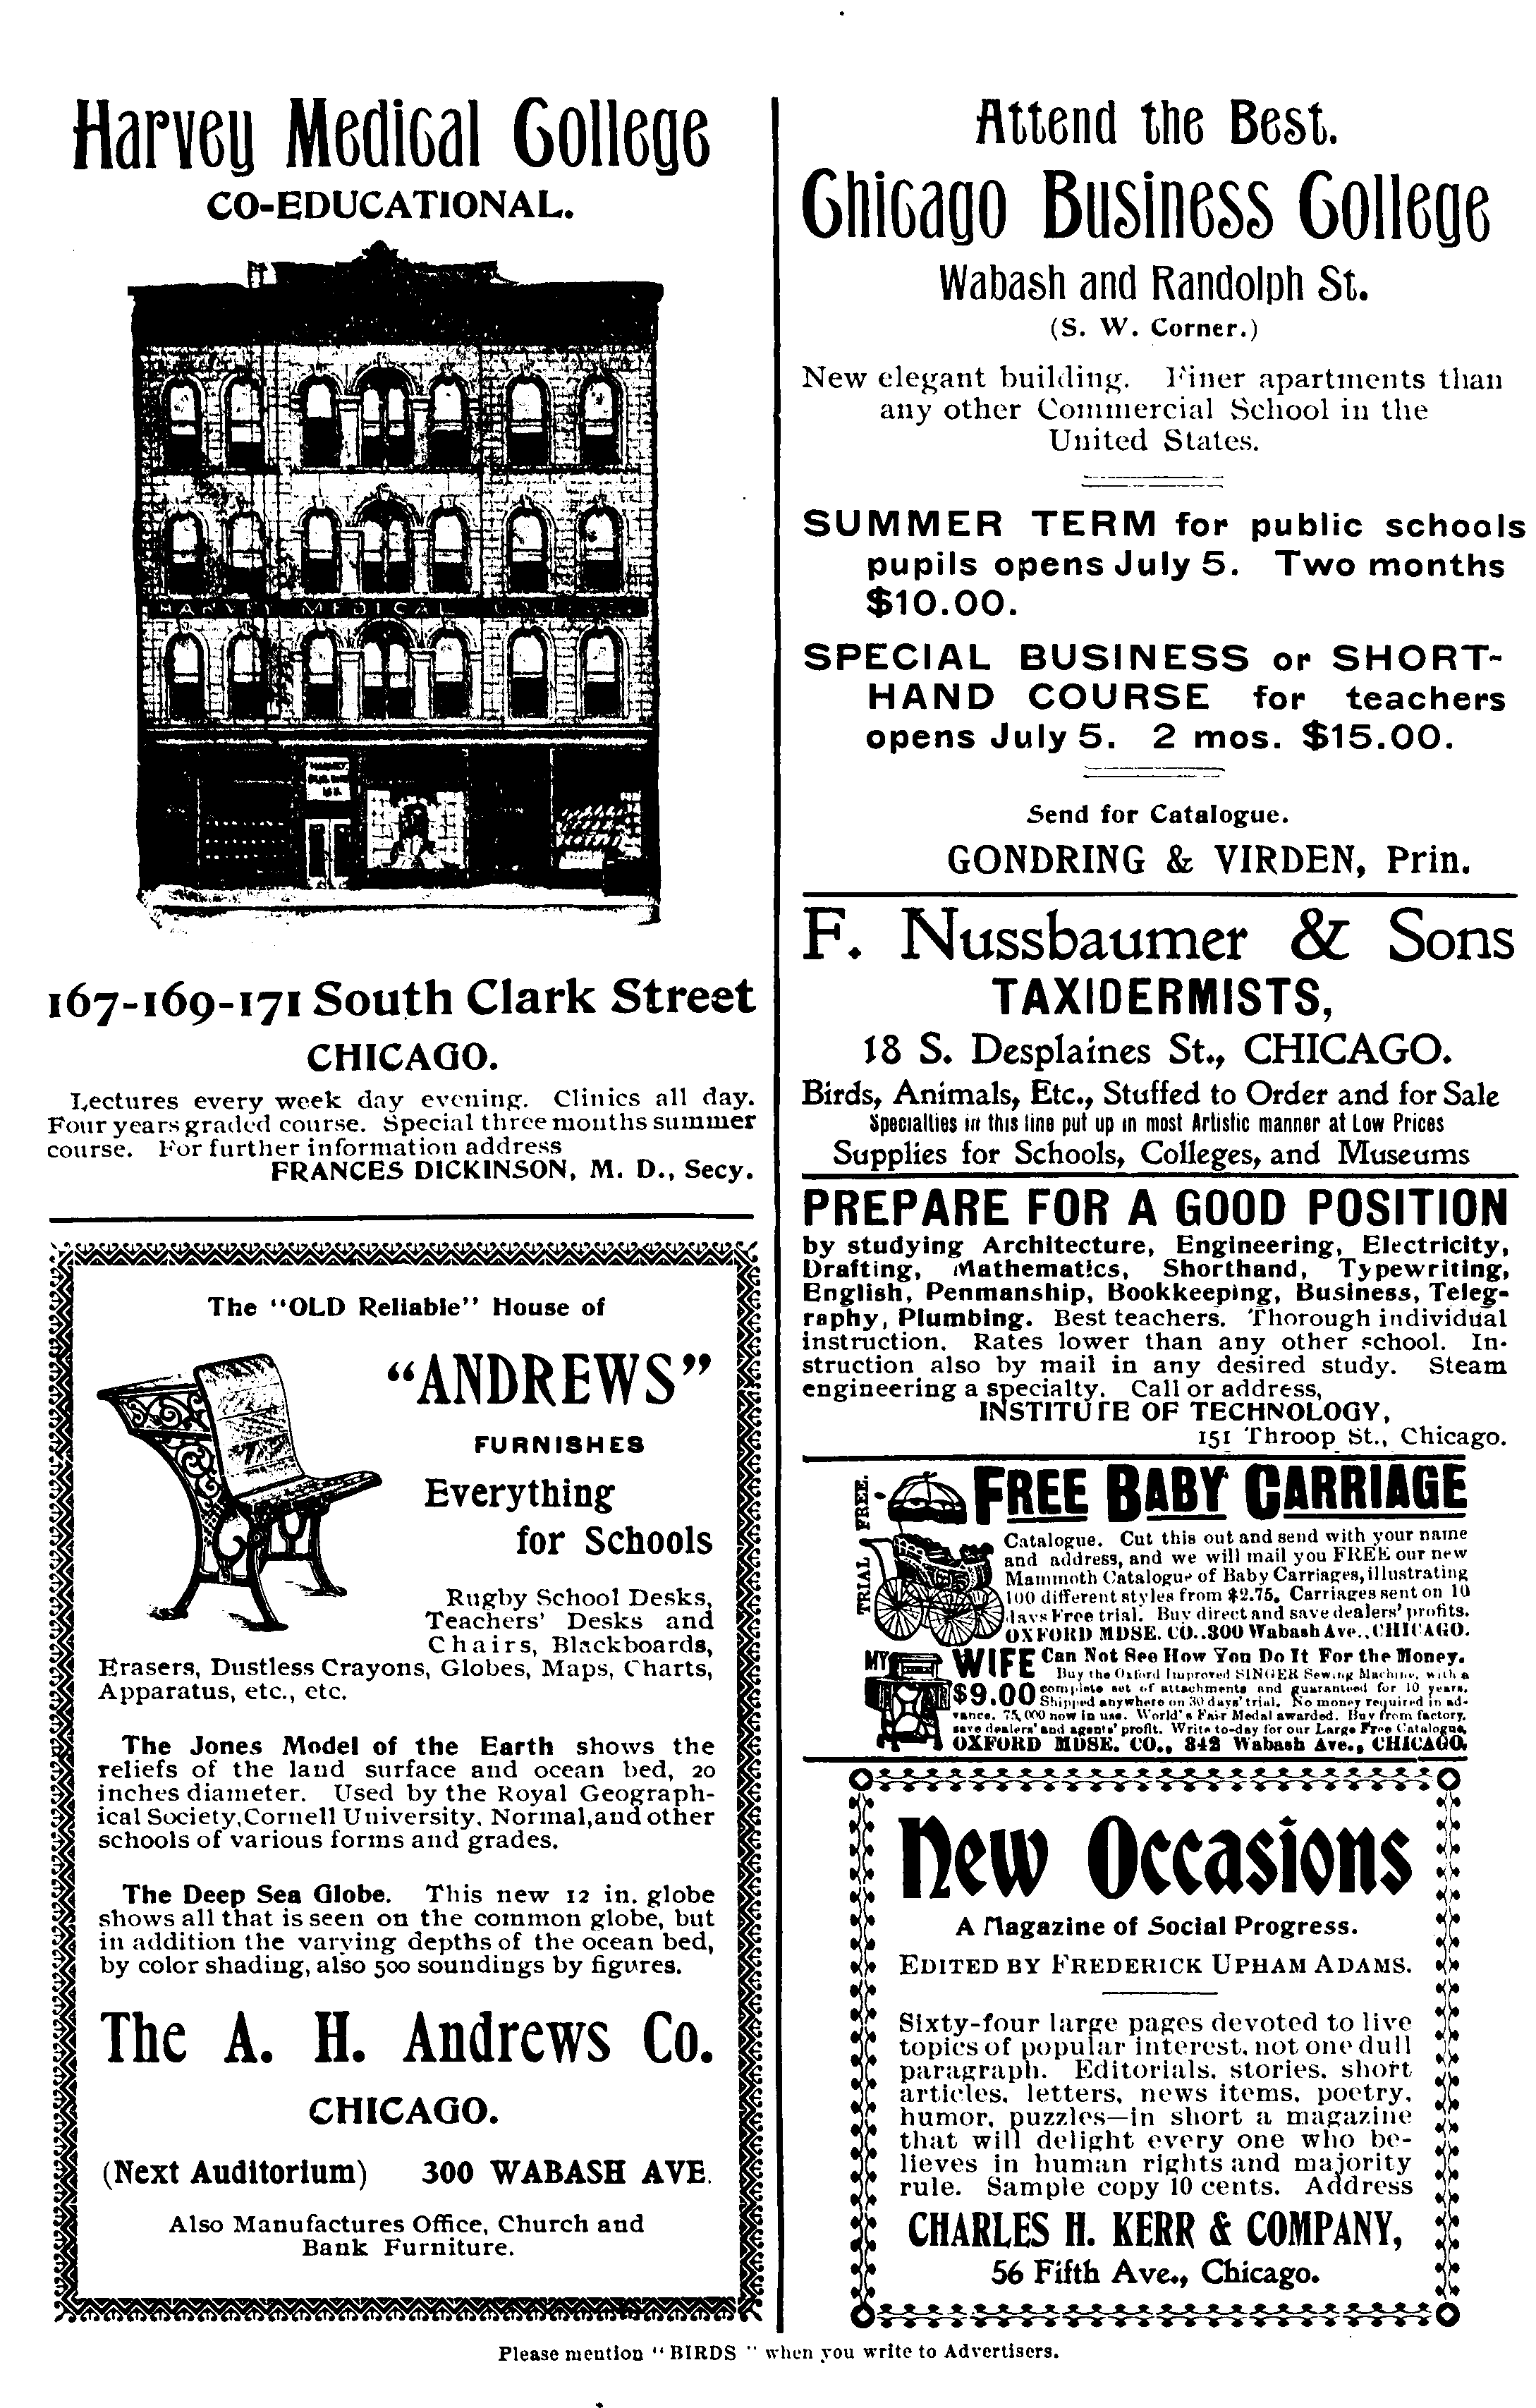 Harvey Medical College
CO-EDUCATIONAL.
HARVEY MEDICAL
167-169-171 South Clark Street
CHICAGO.
Lectures every week day evening. Clinics all day.
Four years graded course. Special three months summer
course. For further information address
FRANCES DICKINSON, M. D., Secy.
The "OLD Reliable" House of
"ANDREWS"
FURNISHES
Everything
for Schools
Rugby School Desks,
Teachers' Desks and
Chairs, Blackboards,
Erasers, Dustless Crayons, Globes, Maps, Charts,
Apparatus, etc., etc.
The Jones Model of the Earth shows the
reliefs of the land surface and ocean bed, 20
inches diameter. Used by the Royal Geograph-
ical Society, Cornell University, Normal, and other
schools of various forms and grades.
The Deep Sea Globe. This new 12 in. globe
shows all that is seen on the common globe, but
in addition the varying depths of the ocean bed,
by color shading, also 500 soundings by figures.
The A. H. Andrews Co.
CHICAGO.
(Next Auditorium) 300 WABASH AVE.
Also Manufactures Office, Church and
Bank Furniture.
Attend the Best.
Chicago Business College
Wabash and Randolph St.
(S. W. Corner.)
New elegant building. Finer apartments than
any other Commercial School in the
United States.
SUMMER TERM for public schools
pupils opens July 5. Two months
$10.00.
SPECIAL BUSINESS or SHORT-
HAND COURSE for teachers
opens July 5. 2 mos. $15.00.
Send for Catalogue.
GONDRING & VIRDEN, Prin.
F. Nussbaumer & Sons
TAXIDERMISTS,
18 S. Desplaines St., CHICAGO.
Birds, Animals, Etc., Stuffed to Order and for Sale
Specialties in this line put up in most Artistic manner at Low Prices
Supplies for Schools, Colleges, and Museums
PREPARE FOR A GOOD POSITION
by studying Architecture, Engineering, Electricity,
Drafting, Mathematics, Shorthand, Typewriting,
English, Penmanship, Bookkeeping, Business, Teleg-
raphy, Plumbing. Best teachers. Thorough individual
instruction. Rates lower than any other school. In-
struction also by mail in any desired study. Steam
engineering a specialty. Call or address,
INSTITUTE OF TECHNOLOGY,
151 Throop St., Chicago.
TRIAL FREE.
FREE BABY CARRIAGE
Catalogue. Cut this out and send with your name
and address, and we will mail you FREE our new
Mammoth Catalogue of Baby Carriages, illustrating
100 different styles from $2.75. Carriages sent on 10
days Free trial. Buy direct and save dealers' profits.
OXFORD MDSE. CO., 300 Wabash Ave., CHICAGO.
MY WIFE Can Not See How You Do It For the Money.
Buy the Oxford Improved SINGER Sewing Machine, with a
$9.00 complete set of attachments and guaranteed for 10 years.
Shipped anywhere on 30 days' trial. No money required in ad-
vance. 75,000 now in use. World's Fair Medal awarded. Buy from factory,
save dealers' and agents' profit. Write to-day for our Large Free Catalogue,
OXFORD MDSE. CO., 342 Wabash Ave., CHICAGO.
New Occasions
A Magazine of Social Progress.
EDITED BY FREDERICK UPHAM ADAMS.
Sixty-four large pages devoted to live
topics of popular interest, not one dull
paragraph. Editorials, stories, short
articles, letters, news items, poetry,
humor, puzzles—in short a magazine
that will delight every one who be-
lieves in human rights and majority
rule. Sample copy 10 cents. Address
CHARLES H. KERR & COMPANY,
56 Fifth Ave., Chicago.
Please mention "BIRDS" when you write to Advertisers.